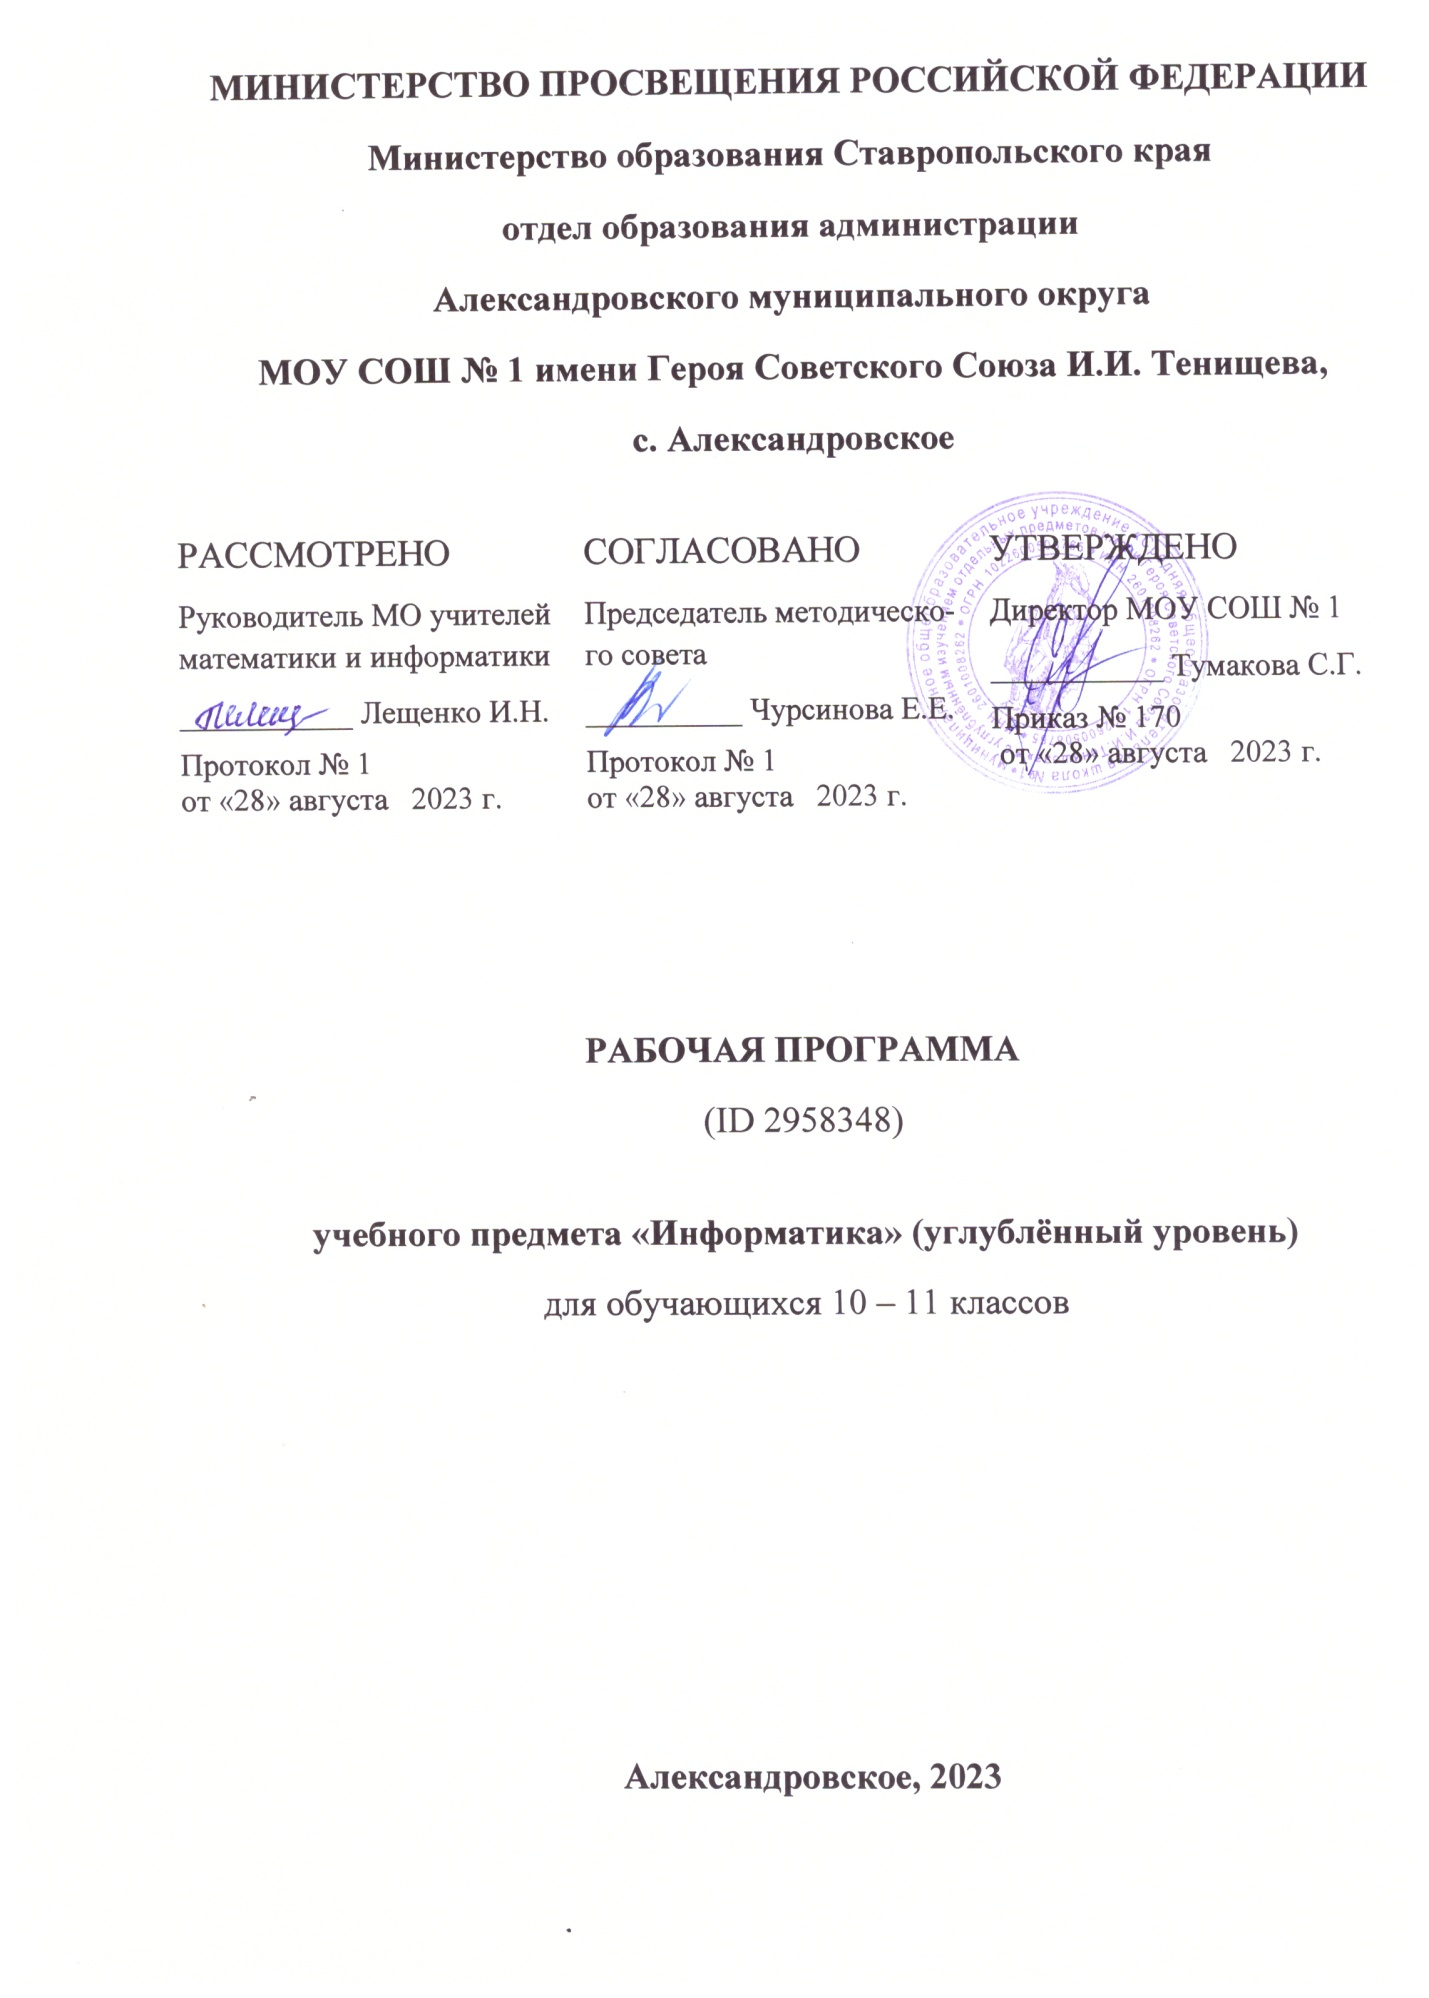 МИНИСТЕРСТВО ПРОСВЕЩЕНИЯ РОССИЙСКОЙ ФЕДЕРАЦИИ
Министерство образования Ставропольского края
отдел образования администрации
Александровского муниципального округа
МОУ СОШ № 1 имени Героя Советского Союза И.И. Тенищева,
с. Александровское
РАССМОТРЕНО
Руководитель МО учителей
математики и информатики
Лещенко И.Н.
Протокол № 1
от «28» августа 2023 г.
СОГЛАСОВАНО
Председатель методическо-
го совета
Чурсинова Е.Е.
Протокол № 1
от «28» августа 2023 г.
УТВЕРЖДЕНО
Директор МОУ СОШ № 1
Тумакова С.Г.
Приказ № 170
от «28» августа 2023 г.
РАБОЧАЯ ПРОГРАММА
(ID 2958348)
учебного предмета «Информатика» (углублённый уровень)
для обучающихся 10 – 11 классов
Александровское, 2023